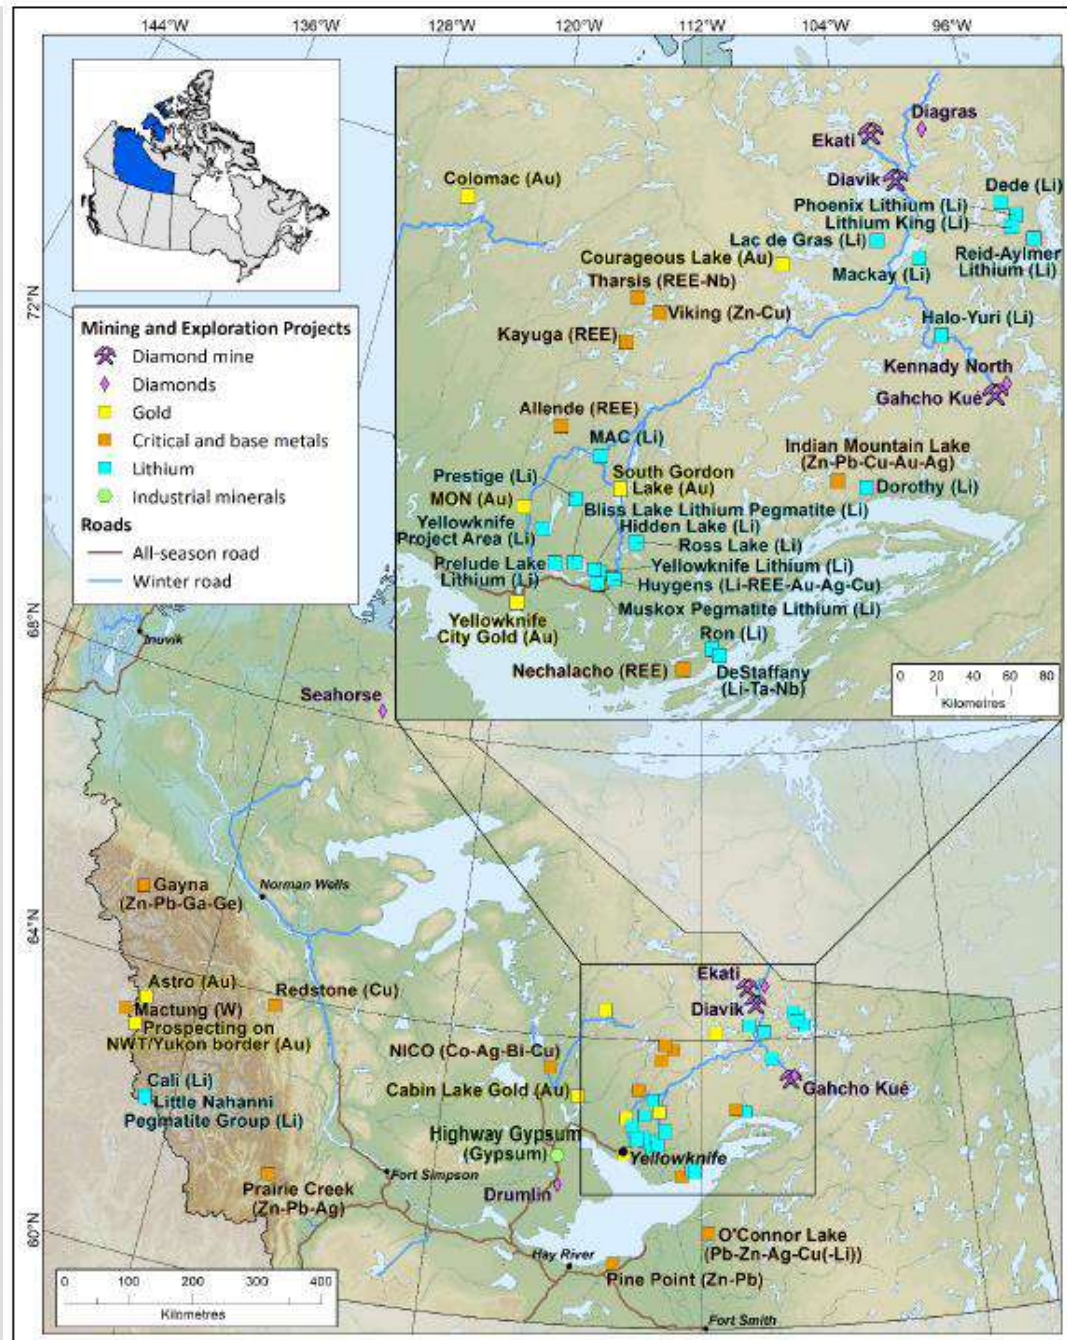 144°W
136°W
128°W
120°W
112°W
104°W
96°W
72°N
68°N
64°N
60°N
Mining and Exploration Projects
Diamond mine
Diamonds
Gold
Critical and base metals
Lithium
Industrial minerals
Roads
All-season road
Winter road
Diagras
Ekati
Diavik
Colomac (Au)
Dede (Li)
Phoenix Lithium (Li)
Lithium King (Li)
Lac de Gras (Li)
Reid-Aylmer
Lithium (Li)
Courageous Lake (Au)
Mackay (Li)
Tharsis (REE-Nb)
Viking (Zn-Cu)
Halo-Yuri (Li)
Kayuga (REE)
Kennady North
Gahcho Kué
Allende (REE)
MAC (Li)
Indian Mountain Lake
(Zn-Pb-Cu-Au-Ag)
Prestige (Li)
South Gordon
Lake (Au)
Dorothy (Li)
MON (Au)
Bliss Lake Lithium Pegmatite (Li)
Yellowknife
Project Area (Li)
Hidden Lake (Li)
Ross Lake (Li)
Prelude Lake
Lithium (Li)
Yellowknife Lithium (Li)
Huygens (Li-REE-Au-Ag-Cu)
Muskox Pegmatite Lithium (Li)
Yellowknife
City Gold (Au)
Ron (Li)
Nechalacho (REE)
DeStaffany
(Li-Ta-Nb)
0 20 40 60 80
Kilometres
Inuvik
Seahorse
Gayna
(Zn-Pb-Ga-Ge)
Norman Wells
Astro (Au)
Mactung (W)
Prospecting on
NWT/Yukon border (Au)
Redstone (Cu)
Ekati
Diavik
NICO (Co-Ag-Bi-Cu)
Cabin Lake Gold (Au)
Gahcho Kué
Cali (Li)
Little Nahanni
Pegmatite Group (Li)
Highway Gypsum
(Gypsum)
Yellowknife
Fort Simpson
Drumlin
Prairie Creek
(Zn-Pb-Ag)
O'Connor Lake
(Pb-Zn-Ag-Cu(-Li))
Hay River
Pine Point (Zn-Pb)
Fort Smith
0 100 200 300 400
Kilometres